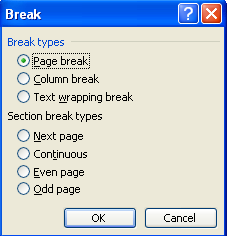 Break
Break types
Page break
Column break
Text wrapping break
Section break types
Next page
Continuous
Even page
Odd page
OK Cancel